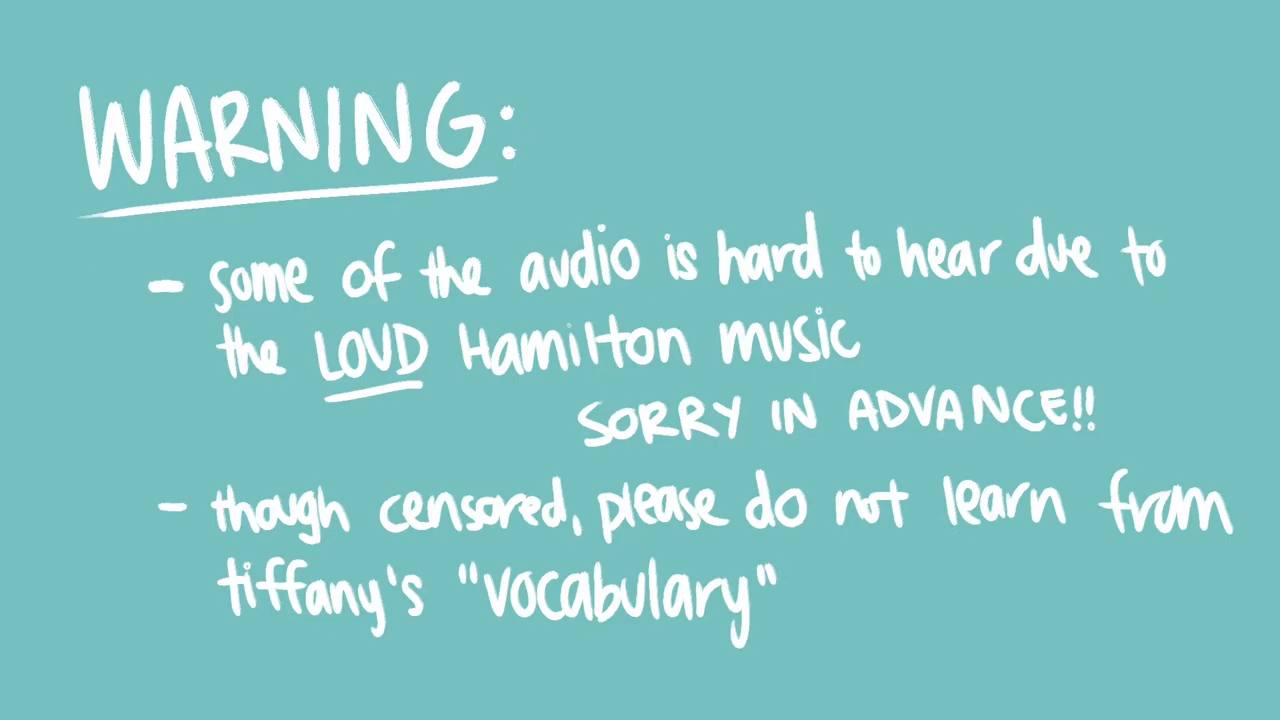 WARNING:
- some of the audio is hard to hear due to
the LOUD Hamilton music
SORRY IN ADVANCE!!
- though censored, please do not learn from
tiffany's "vocabulary"